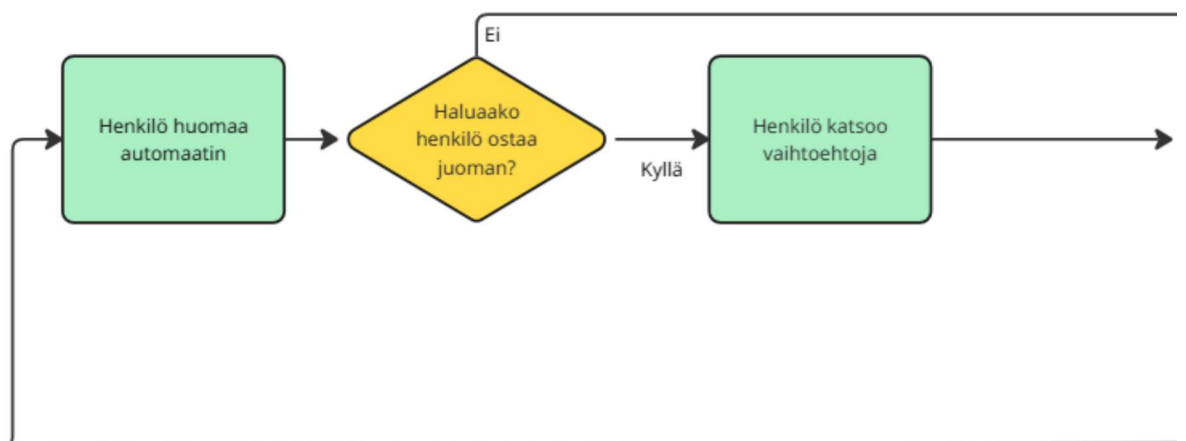 Ei
Henkilö huomaa
automaatin
Haluaako
henkilö ostaa
juoman?
Kyllä
Henkilö katsoo
vaihtoehtoja